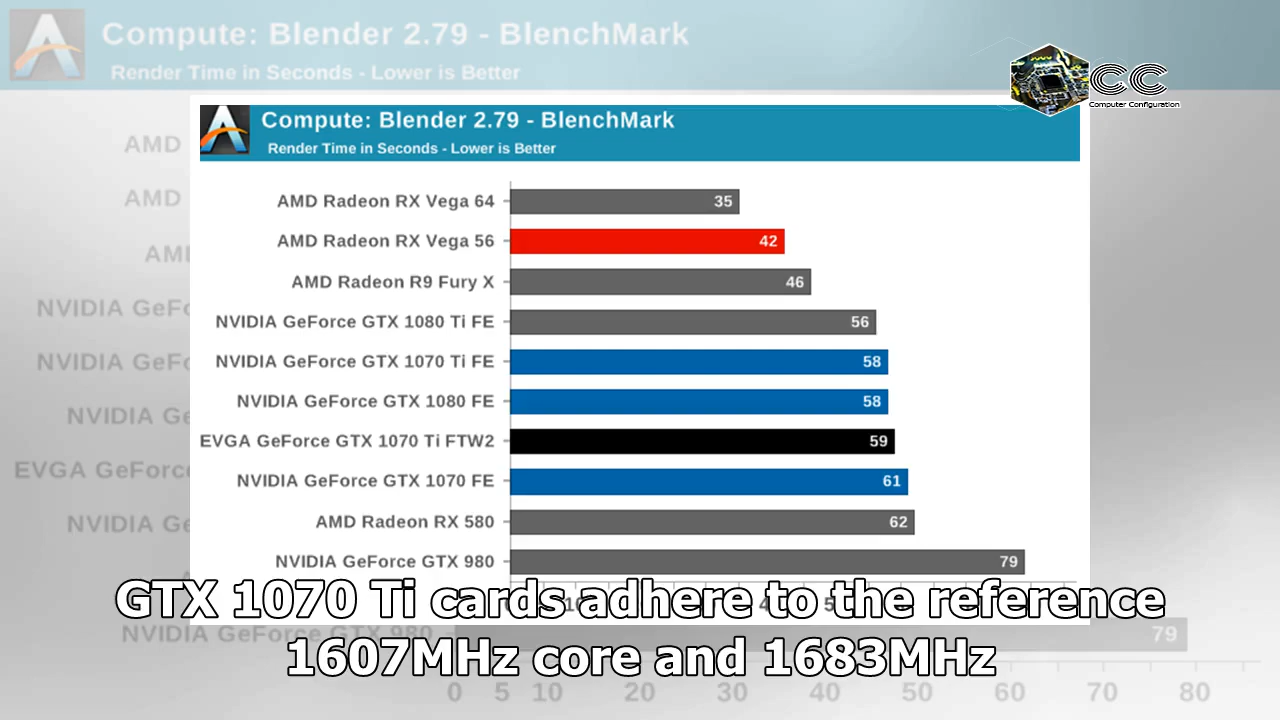 Compute: Blender 2.79 - BlenchMark
Render Time in Seconds - Lower is Better
CC
Computer Configuration
Compute: Blender 2.79 - BlenchMark
Render Time in Seconds - Lower is Better
AMD Radeon RX Vega 64 35
AMD Radeon RX Vega 56 42
AMD Radeon R9 Fury X 46
NVIDIA GeForce GTX 1080 Ti FE 56
NVIDIA GeForce GTX 1070 Ti FE 58
NVIDIA GeForce GTX 1080 FE 58
EVGA GeForce GTX 1070 Ti FTW2 59
NVIDIA GeForce GTX 1070 FE 61
AMD Radeon RX 580 62
NVIDIA GeForce GTX 980 79
GTX 1070 Ti cards adhere to the reference
1607MHz core and 1683MHz
NVIDIA GeForce GTX 980 79
0 10 20 30 40 50 60 70 80